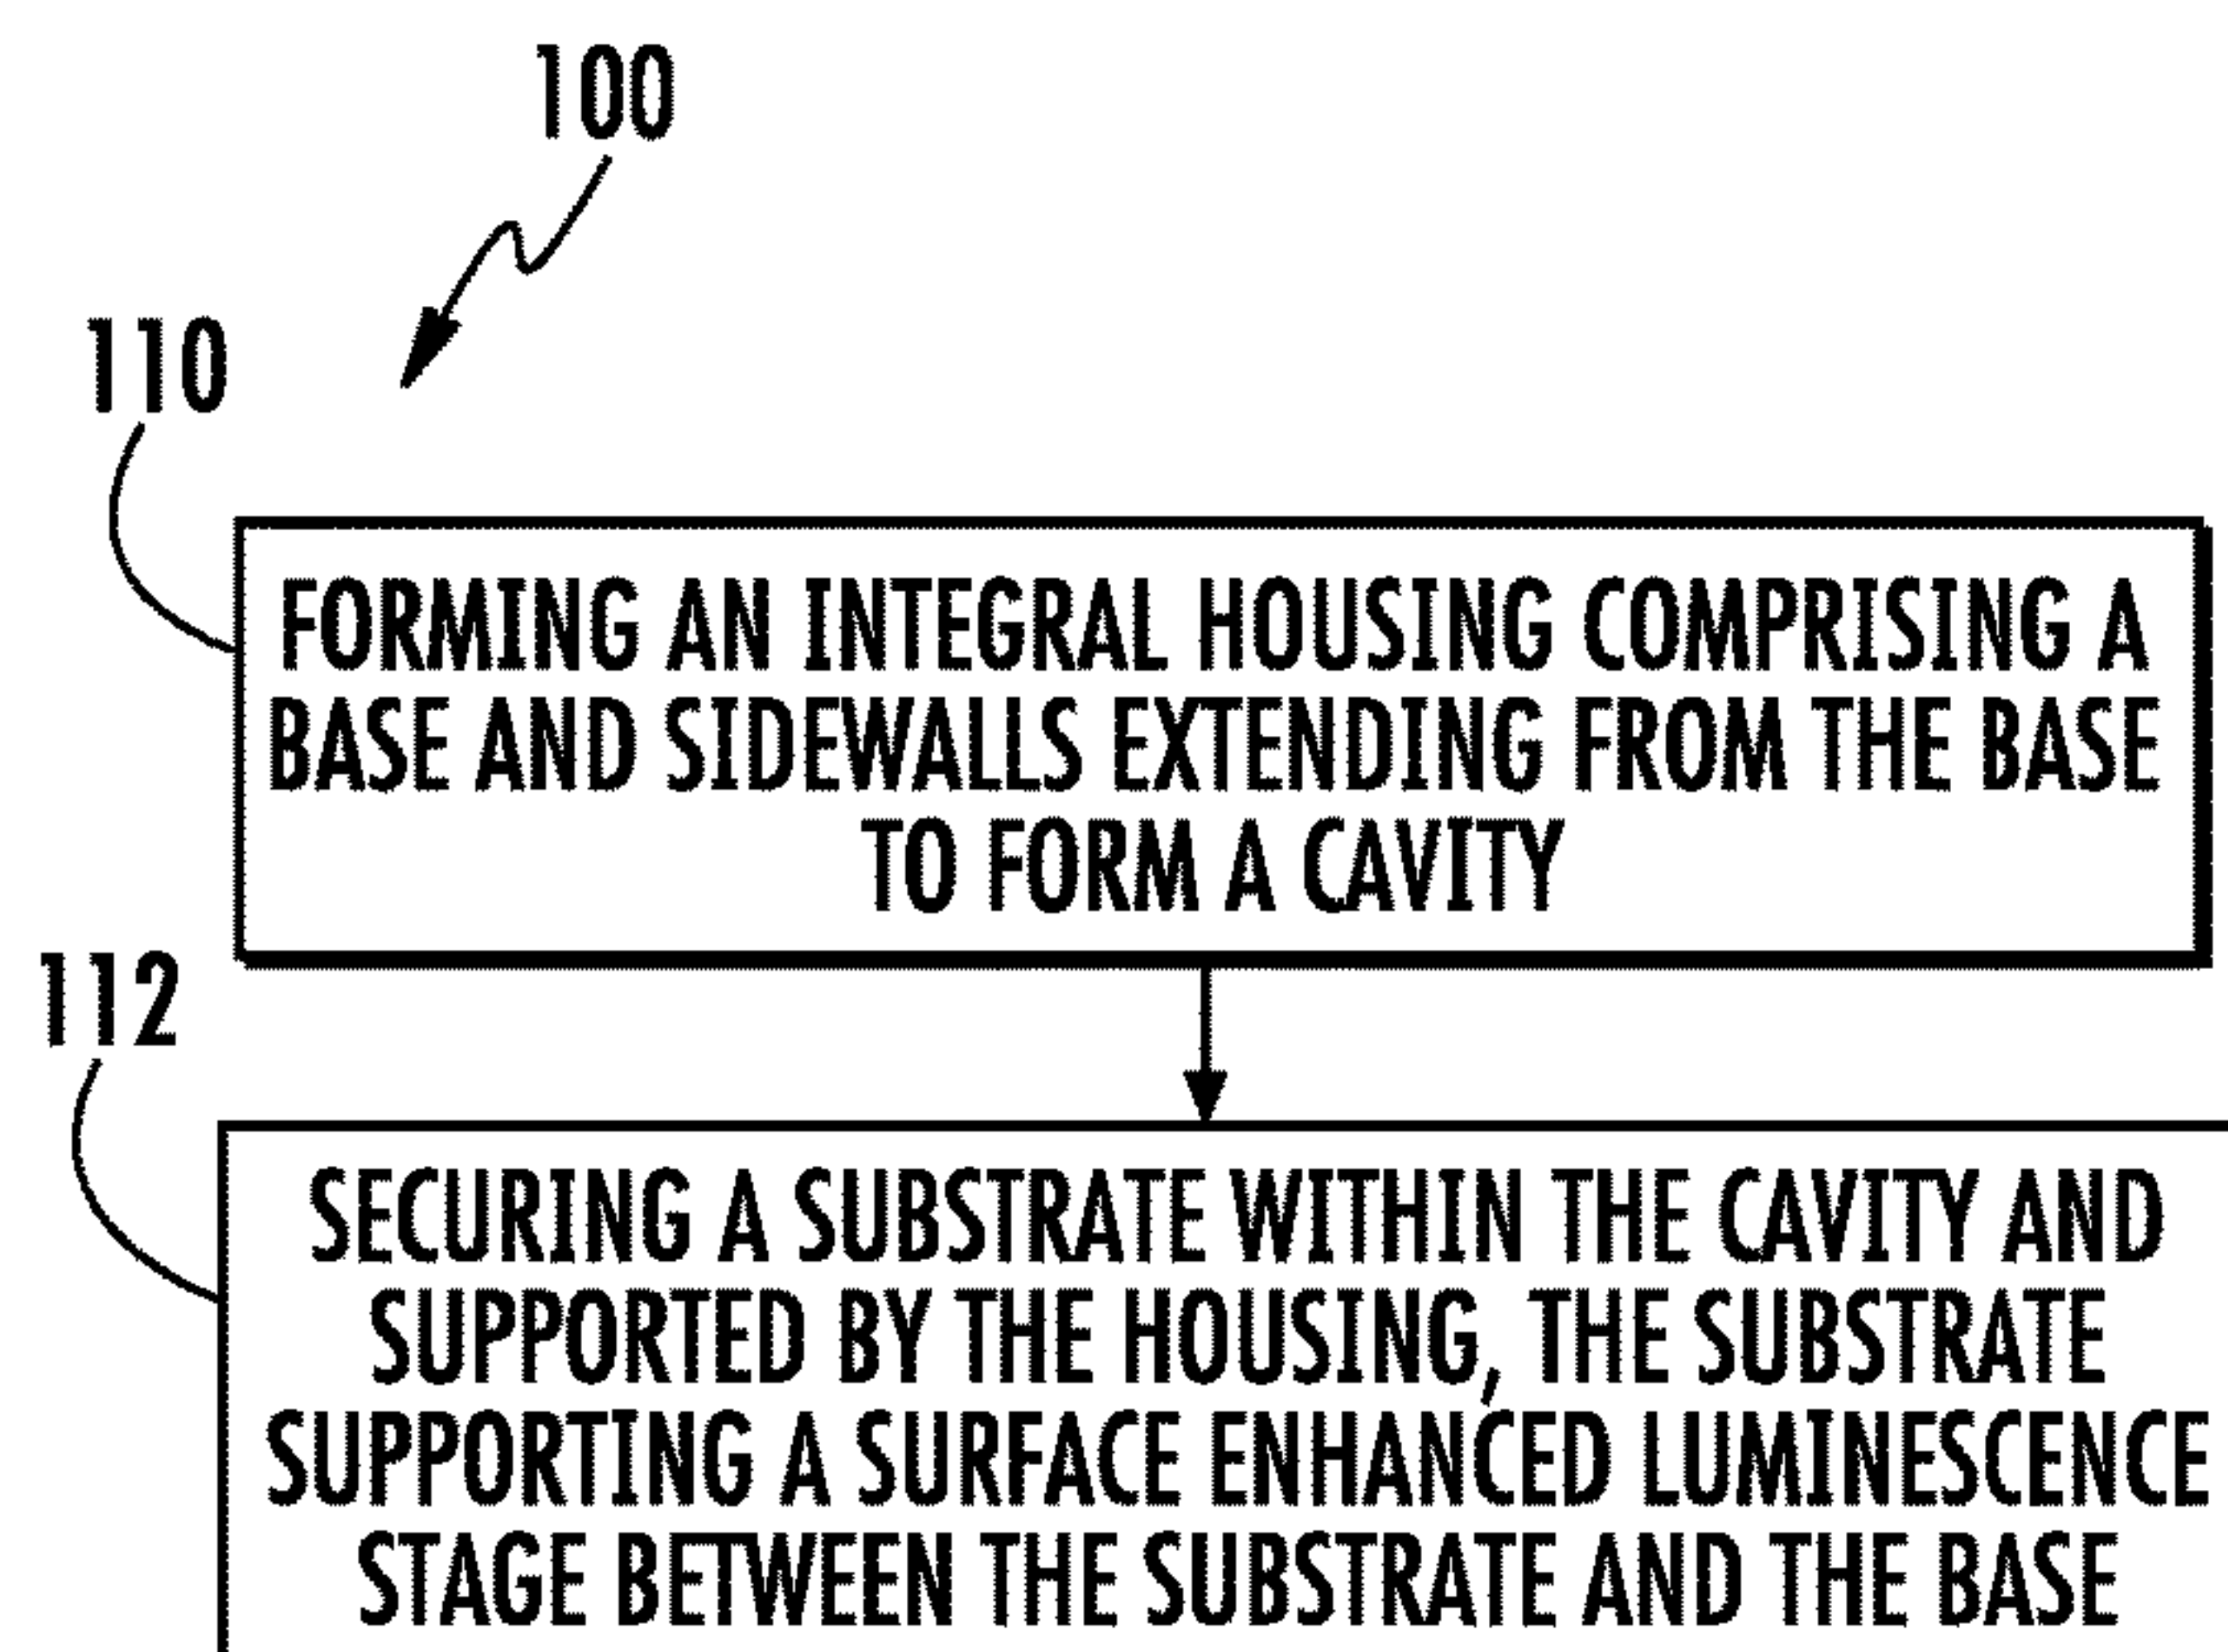 100
110
FORMING AN INTEGRAL HOUSING COMPRISING A
BASE AND SIDEWALLS EXTENDING FROM THE BASE
TO FORM A CAVITY
112
SECURING A SUBSTRATE WITHIN THE CAVITY AND
SUPPORTED BY THE HOUSING, THE SUBSTRATE
SUPPORTING A SURFACE ENHANCED LUMINESCENCE
STAGE BETWEEN THE SUBSTRATE AND THE BASE